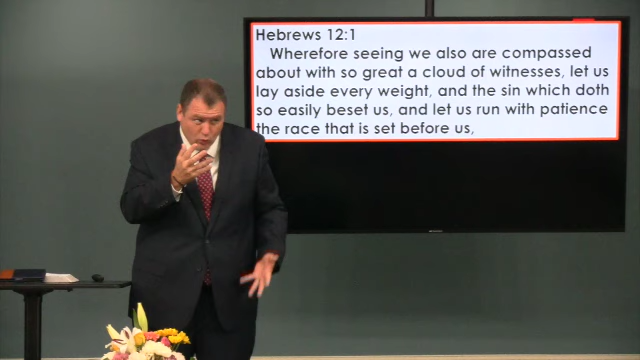 Hebrews 12:1
Wherefore seeing we also are compassed
about with so great a cloud of witnesses, let us
lay aside every weight, and the sin which doth
so easily beset us, and let us run with patience
the race that is set before us,